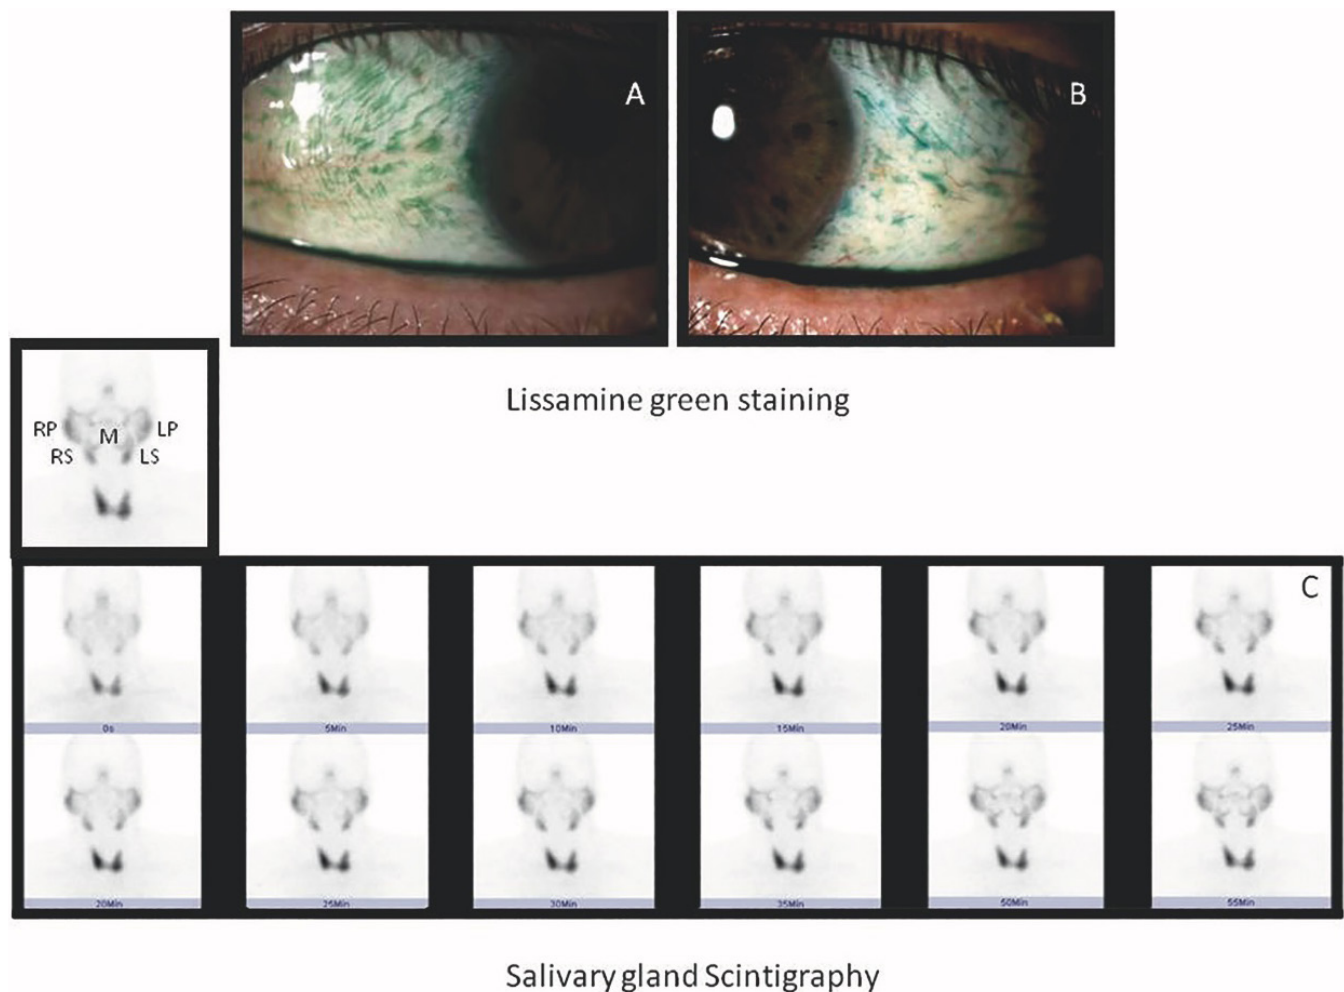 A
B
Lissamine green staining
RP M LP
RS LS
C
0s 5Min 10Min 15Min 20Min 25Min
20Min 25Min 30Min 35Min 50Min 55Min
Salivary gland Scintigraphy